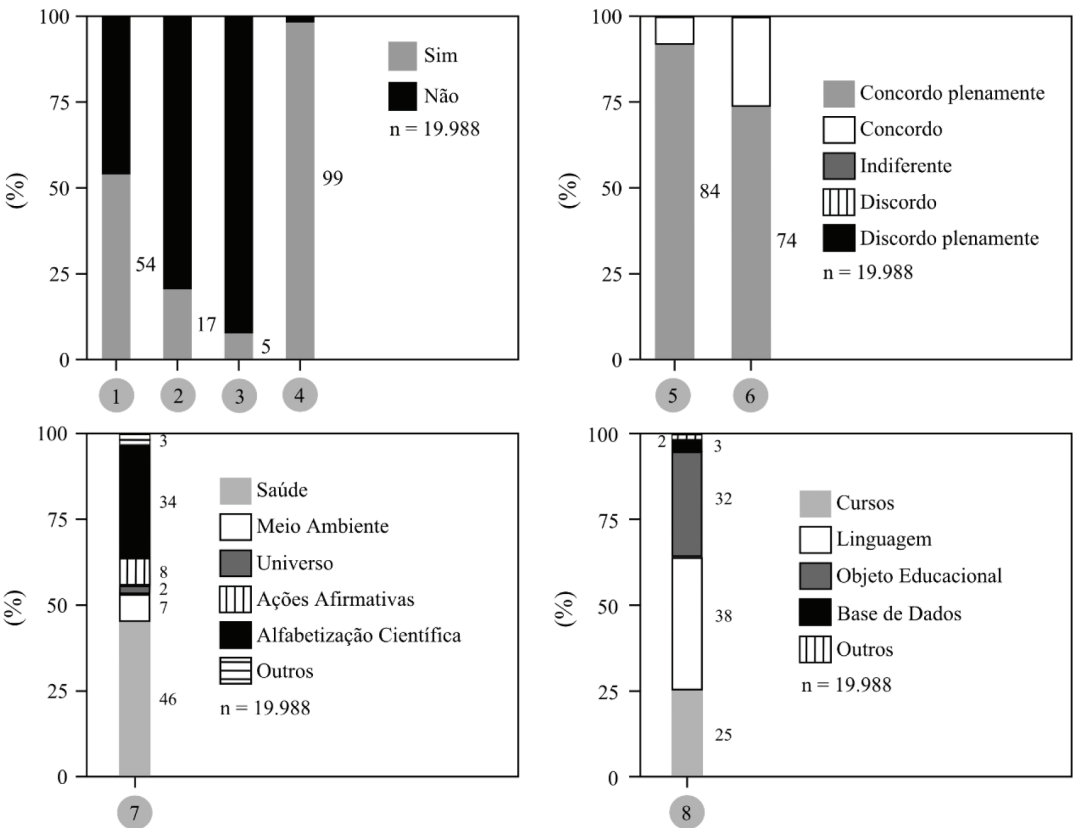 100
75
50
25
0
(%)
54
17
5
99
Sim
Não
n = 19.988
1
2
3
4
100
75
50
25
0
(%)
84
74
Concordo plenamente
Concordo
Indiferente
Discordo
Discordo plenamente
n = 19.988
5
6
100
75
50
25
0
(%)
3
34
8
2
7
46
Saúde
Meio Ambiente
Universo
Ações Afirmativas
Alfabetização Científica
Outros
n = 19.988
7
100
75
50
25
0
(%)
2
3
32
38
25
Cursos
Linguagem
Objeto Educacional
Base de Dados
Outros
n = 19.988
8